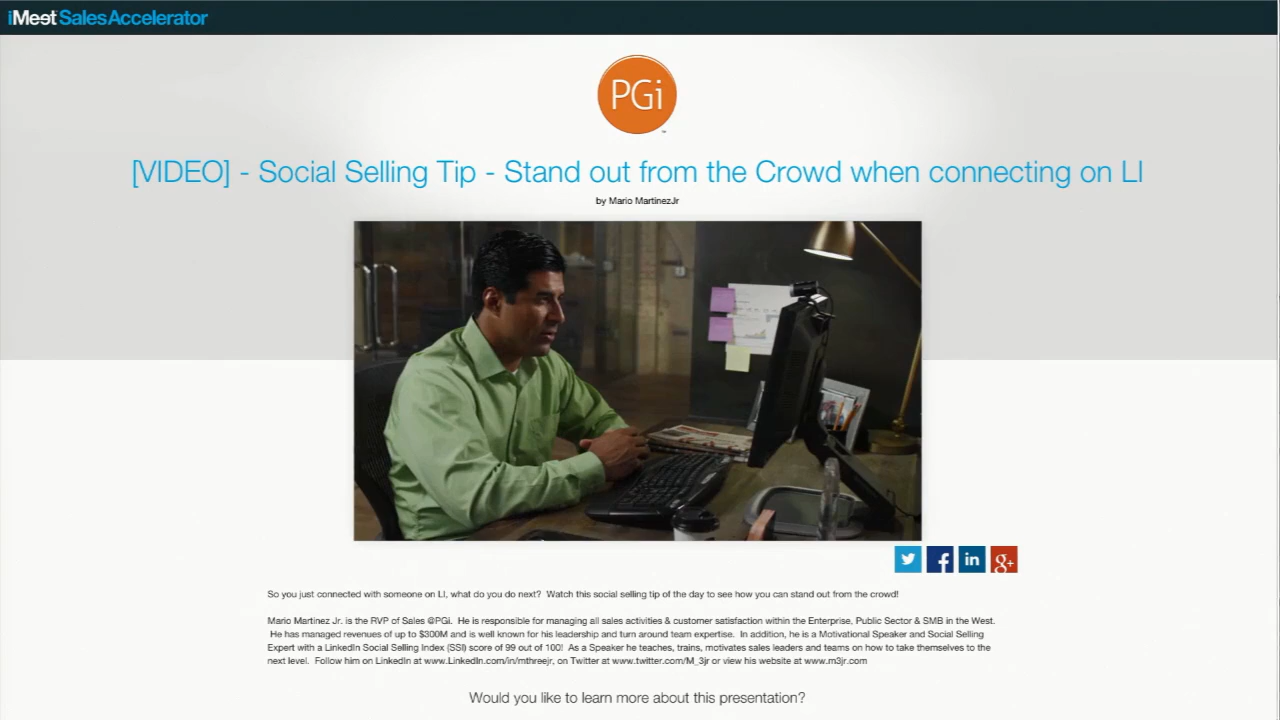 iMeet SalesAccelerator
PGi
™
[VIDEO] - Social Selling Tip - Stand out from the Crowd when connecting on LI
by Mario MartinezJr
So you just connected with someone on LI, what do you do next?  Watch this social selling tip of the day to see how you can stand out from the crowd!
Mario Martinez Jr. is the RVP of Sales @PGi.  He is responsible for managing all sales activities & customer satisfaction within the Enterprise, Public Sector & SMB in the West.
He has managed revenues of up to $300M and is well known for his leadership and turn around team expertise.  In addition, he is a Motivational Speaker and Social Selling
Expert with a LinkedIn Social Selling Index (SSI) score of 99 out of 100!  As a Speaker he teaches, trains, motivates sales leaders and teams on how to take themselves to the
next level.  Follow him on LinkedIn at www.LinkedIn.com/in/mthreejr, on Twitter at www.twitter.com/M_3jr or view his website at www.m3jr.com
Would you like to learn more about this presentation?